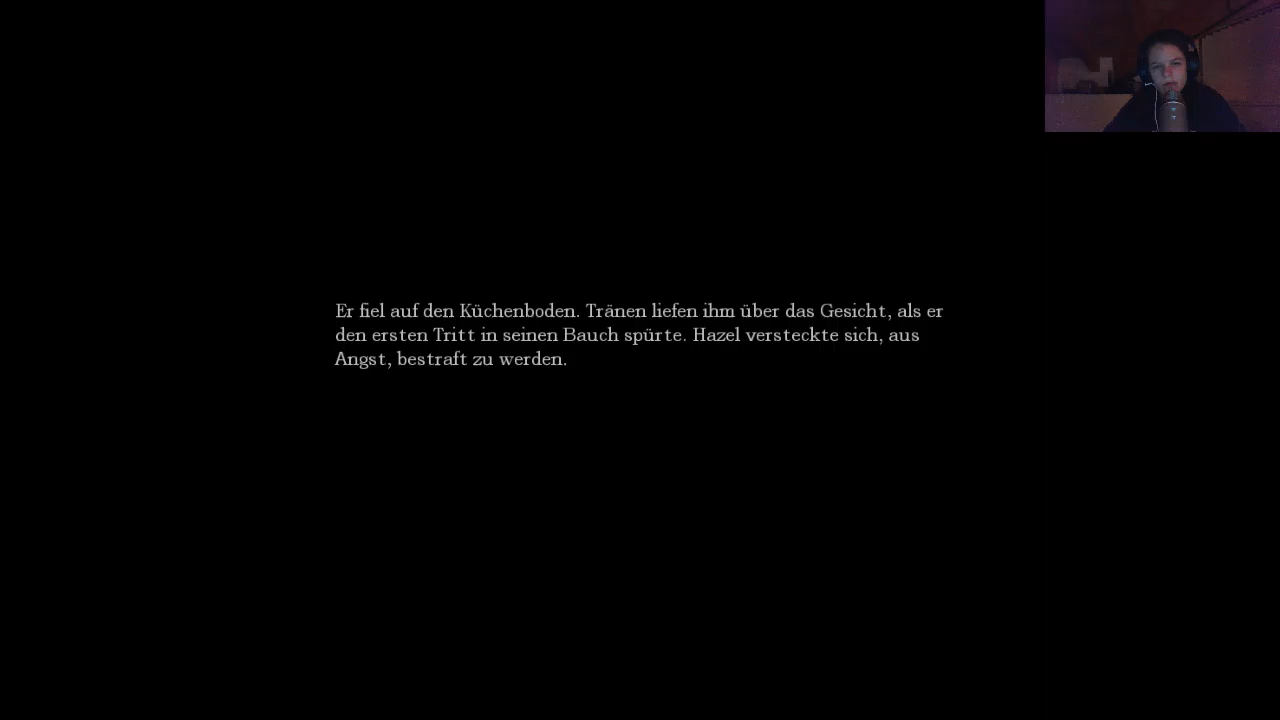 Er fiel auf den Küchenboden. Tränen liefen ihm über das Gesicht, als er
den ersten Tritt in seinen Bauch spürte. Hazel versteckte sich, aus
Angst, bestraft zu werden.